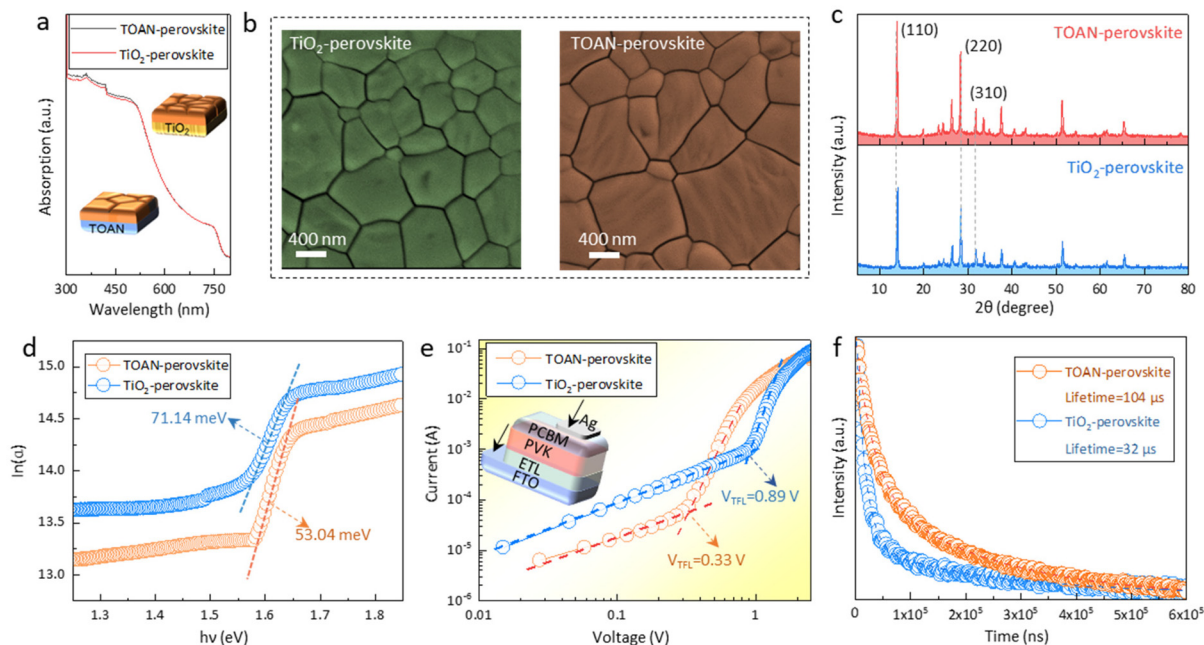 a
TOAN-perovskite
TiO₂-perovskite
TiO₂
TOAN
Absorption (a.u.)
300 450 600 750
Wavelength (nm)
b
TiO₂-perovskite
400 nm
TOAN-perovskite
400 nm
c
(110)
(220)
(310)
TOAN-perovskite
TiO₂-perovskite
Intensity (a.u.)
10 20 30 40 50 60 70 80
2θ (degree)
d
TOAN-perovskite
TiO₂-perovskite
71.14 meV
53.04 meV
ln(α)
15.0
14.5
14.0
13.5
13.0
1.3 1.4 1.5 1.6 1.7 1.8
hν (eV)
e
TOAN-perovskite
TiO₂-perovskite
Ag
PCBM
PVK
ETL
FTO
V_TFL=0.89 V
V_TFL=0.33 V
Current (A)
10⁻¹
10⁻²
10⁻³
10⁻⁴
10⁻⁵
10⁻⁶
0.01 0.1 1
Voltage (V)
f
TOAN-perovskite
Lifetime=104 μs
TiO₂-perovskite
Lifetime=32 μs
Intensity (a.u.)
0 1x10⁵ 2x10⁵ 3x10⁵ 4x10⁵ 5x10⁵ 6x10⁵
Time (ns)